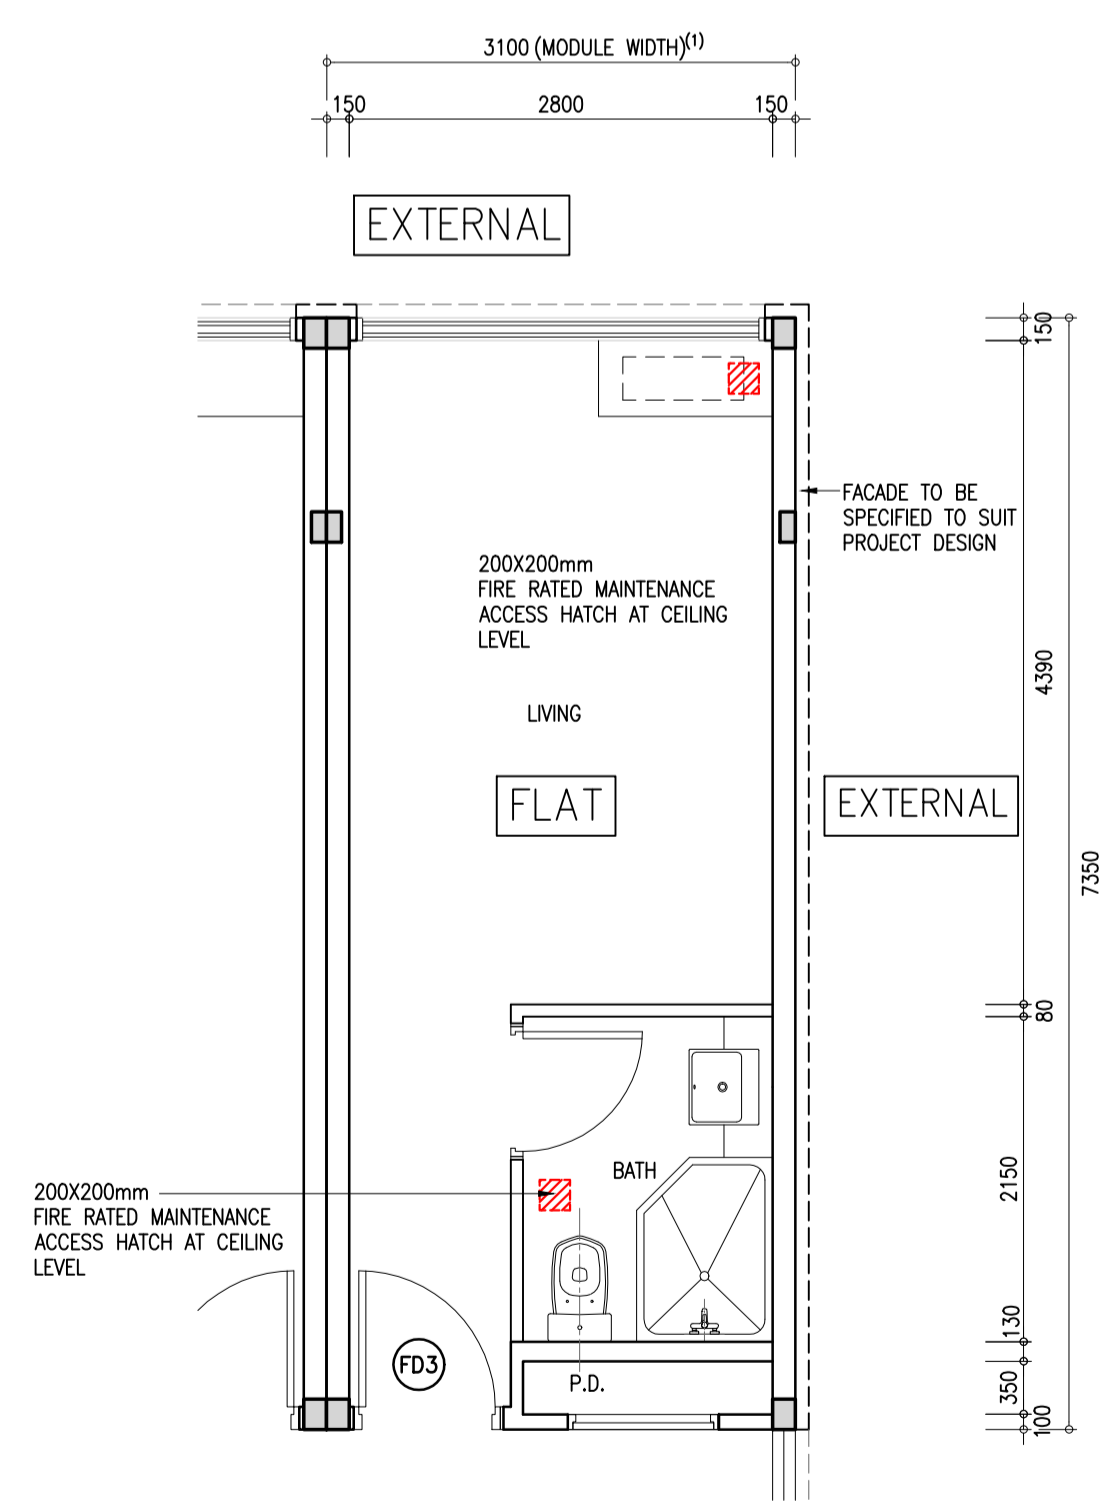 3100 (MODULE WIDTH)(1)
150 2800 150
EXTERNAL
150
FACADE TO BE
SPECIFIED TO SUIT
PROJECT DESIGN
200X200mm
FIRE RATED MAINTENANCE
ACCESS HATCH AT CEILING
LEVEL
4390
LIVING
FLAT
EXTERNAL
7350
80
BATH
2150
200X200mm
FIRE RATED MAINTENANCE
ACCESS HATCH AT CEILING
LEVEL
130
FD3
P.D.
350
100